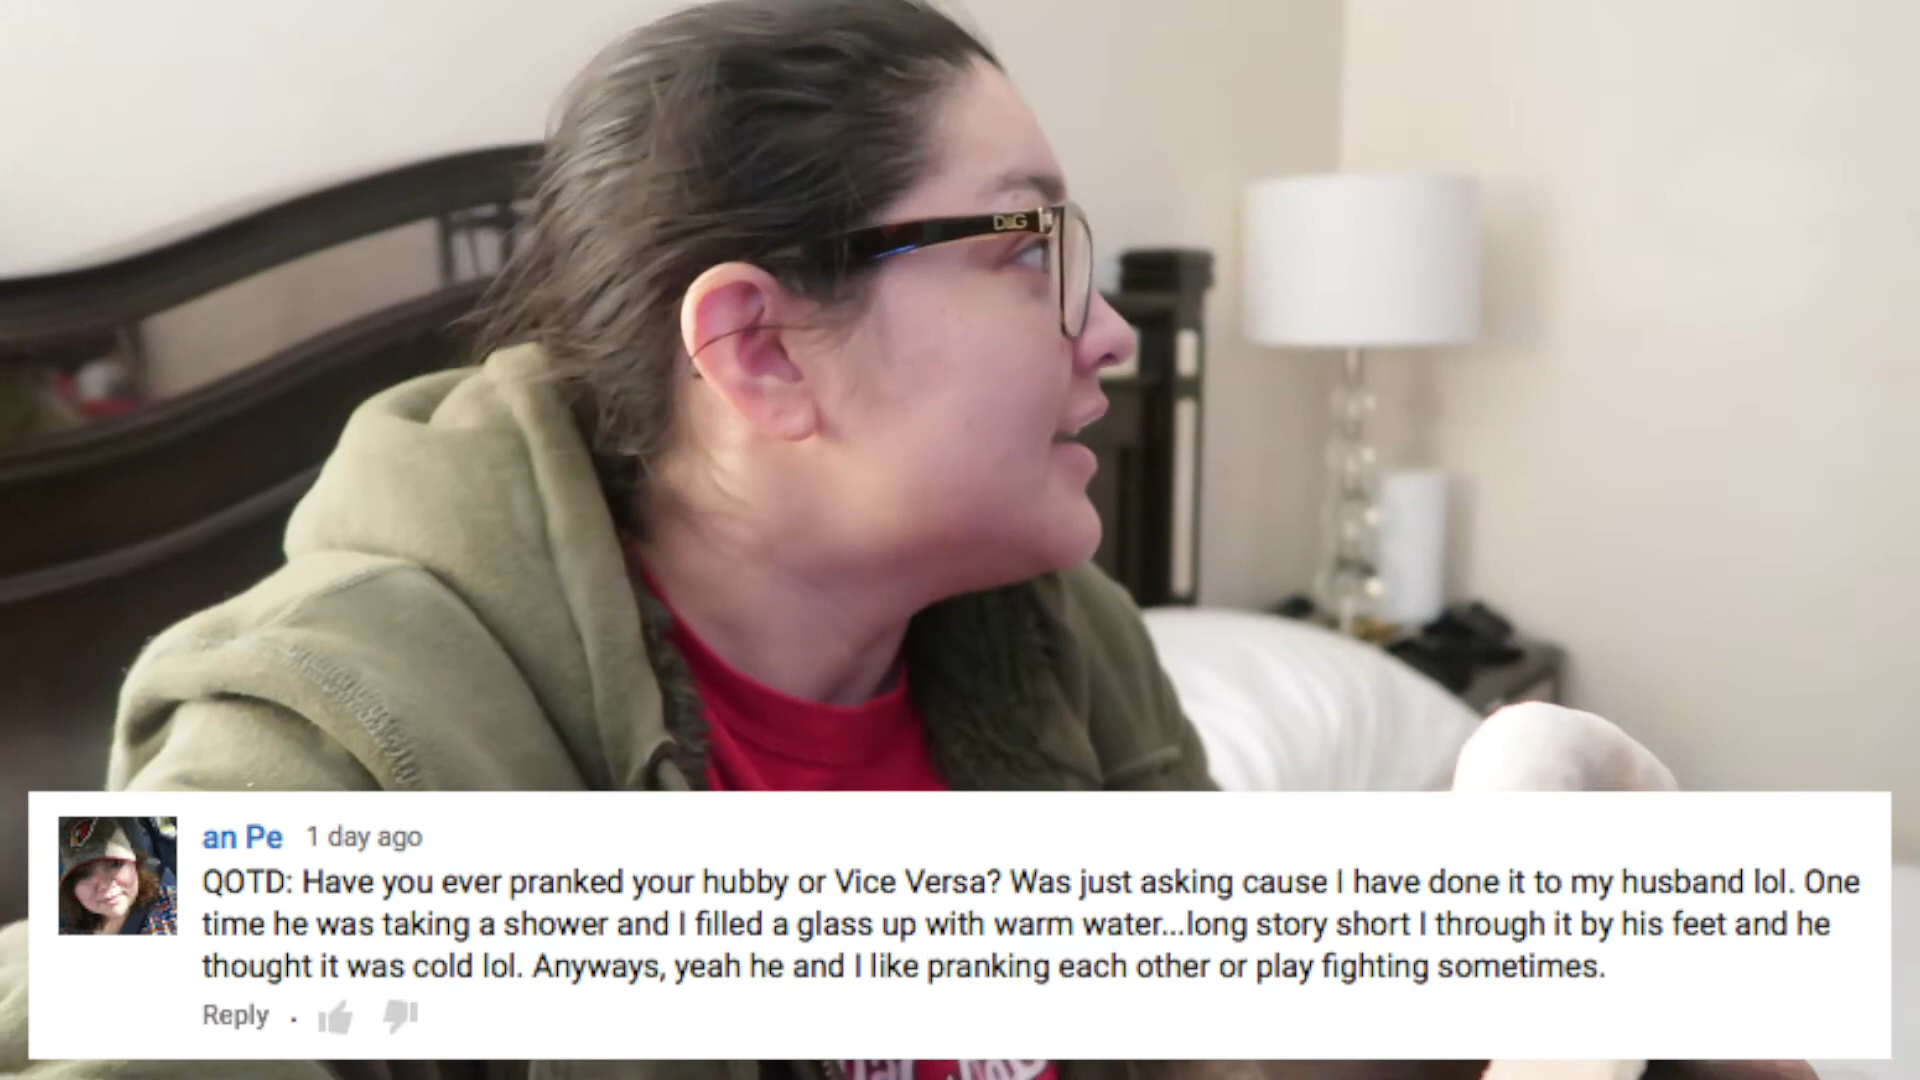 D&G
an Pe 1 day ago
QOTD: Have you ever pranked your hubby or Vice Versa? Was just asking cause I have done it to my husband lol. One
time he was taking a shower and I filled a glass up with warm water...long story short I through it by his feet and he
thought it was cold lol. Anyways, yeah he and I like pranking each other or play fighting sometimes.
Reply .